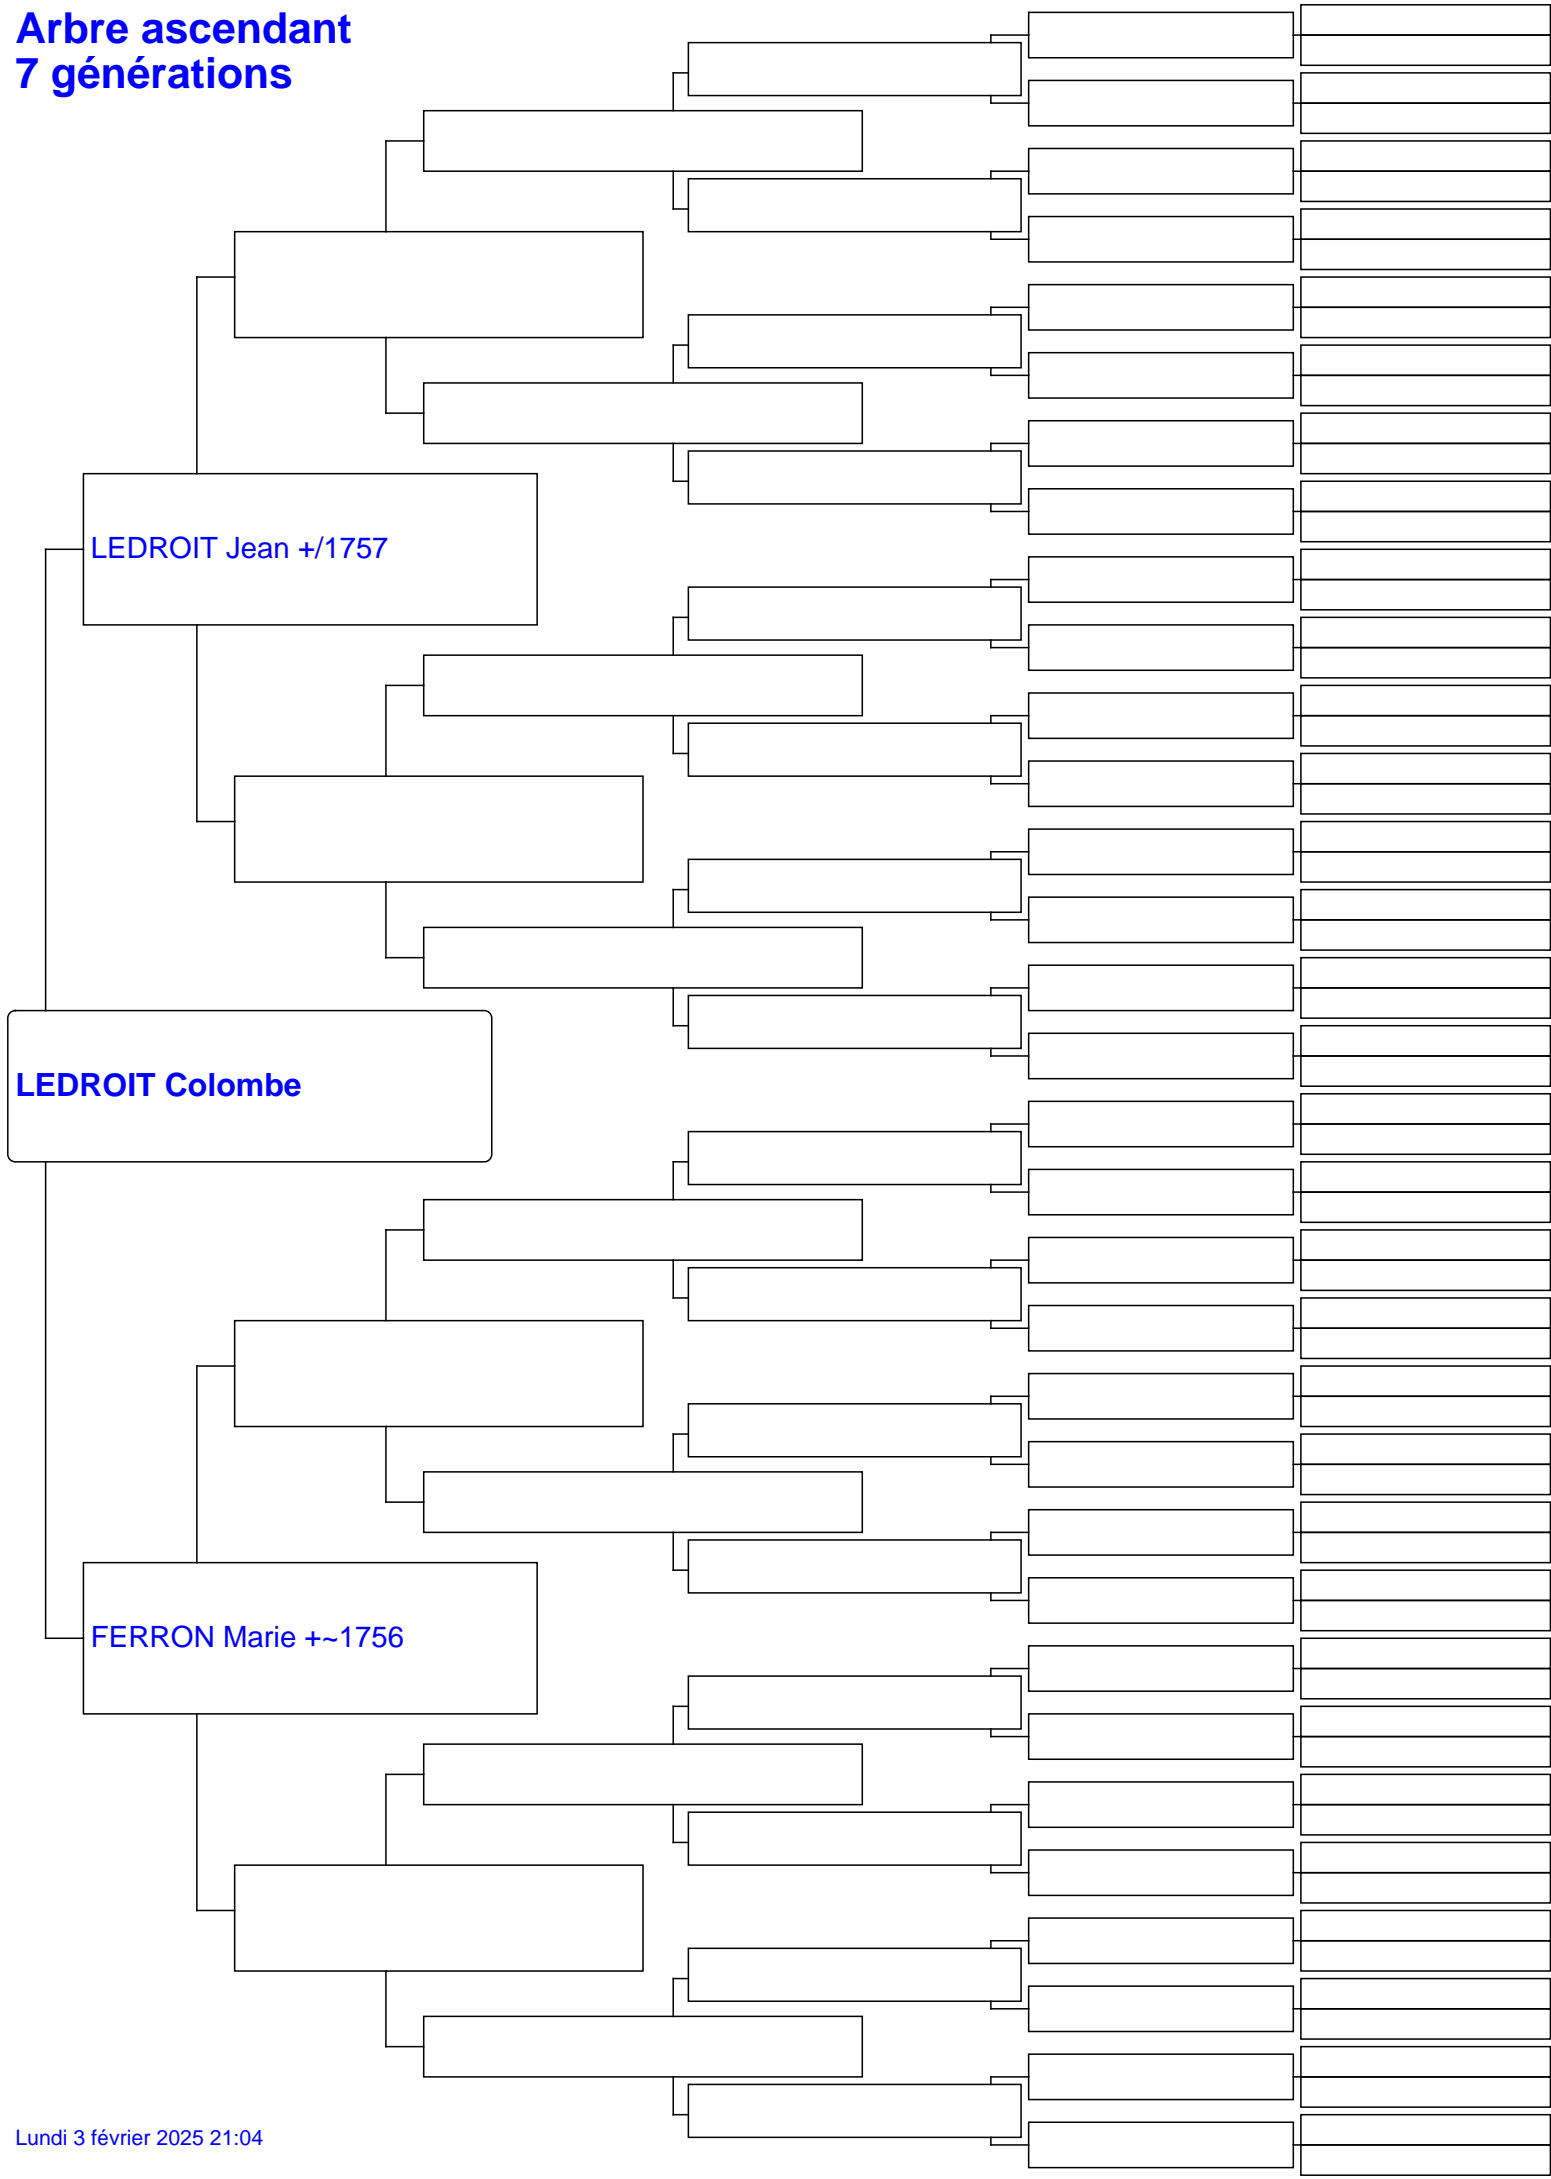 Arbre ascendant
7 générations
LEDROIT Jean +/1757
LEDROIT Colombe
FERRON Marie +~1756
Lundi 3 février 2025 21:04